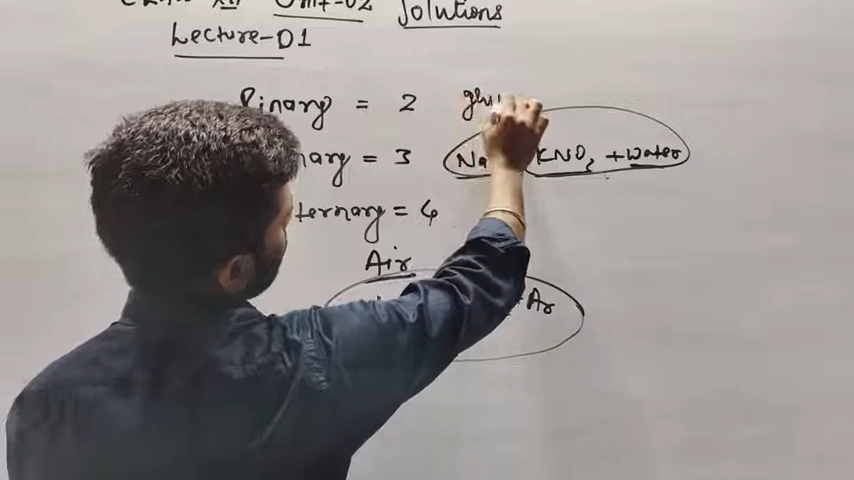 Unit-02 Solutions
Lecture-01
Binary = 2 glu
nary = 3 Na KNO₂ + water
ternary = 4
Air
Ar